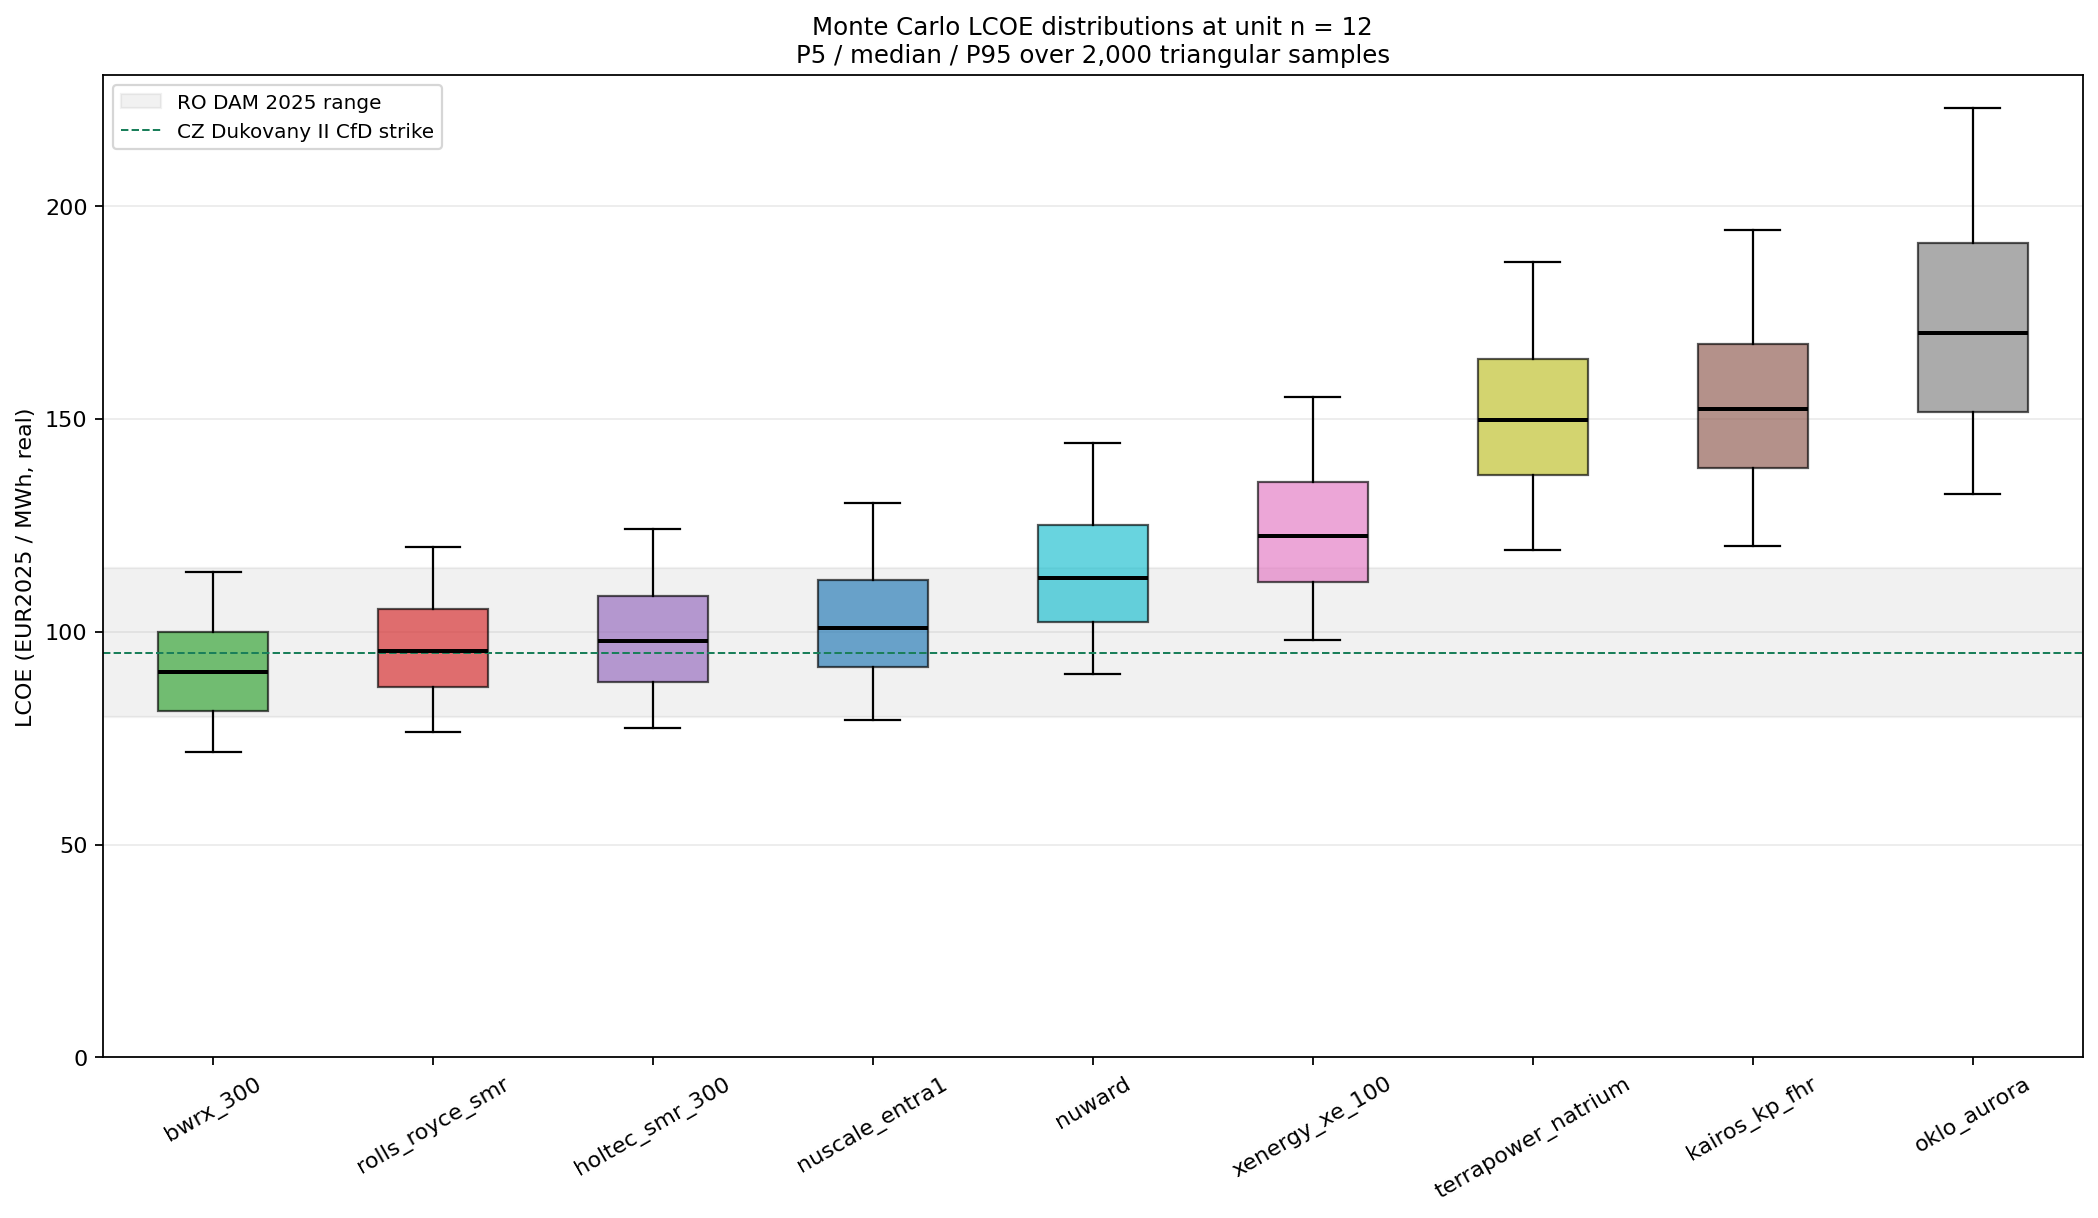 Monte Carlo LCOE distributions at unit n = 12
P5 / median / P95 over 2,000 triangular samples
RO DAM 2025 range
CZ Dukovany II CfD strike
LCOE (EUR2025 / MWh, real)
200
150
100
50
0
bwrx_300
rolls_royce_smr
holtec_smr_300
nuscale_entra1
nuward
xenergy_xe_100
terrapower_natrium
kairos_kp_fhr
oklo_aurora